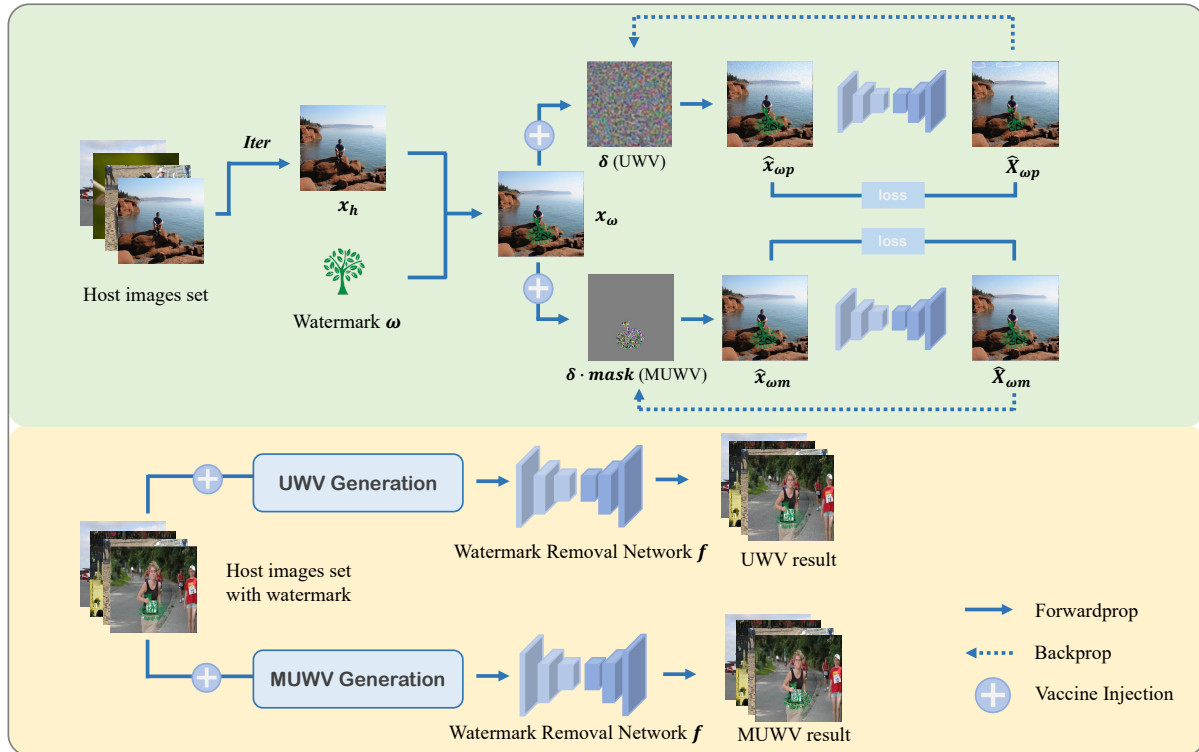 Iter
x_h
Host images set
Watermark ω
x_ω
δ (UWV)
x̂_ωp
X̂_ωp
loss
loss
δ · mask (MUWV)
x̂_ωm
X̂_ωm
UWV Generation
Watermark Removal Network f
UWV result
Host images set
with watermark
MUWV Generation
Watermark Removal Network f
MUWV result
Forwardprop
Backprop
Vaccine Injection